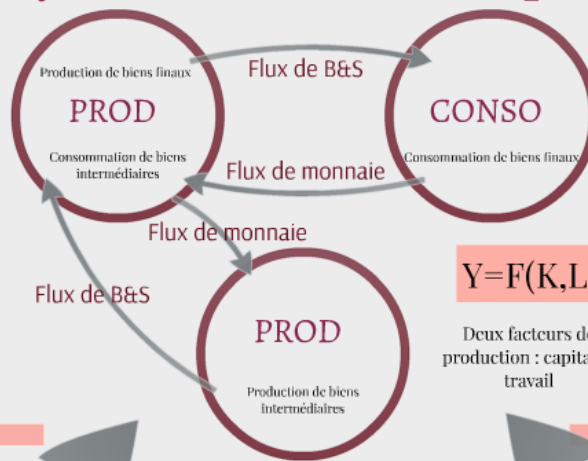 Production de biens finaux
PROD
Consommation de biens
intermédiaires
Flux de B&S
CONSO
Consommation de biens finaux
Flux de monnaie
Flux de monnaie
Flux de B&S
PROD
Production de biens
intermédiaires
Y=F(K,L
Deux facteurs d
production : capita
travail